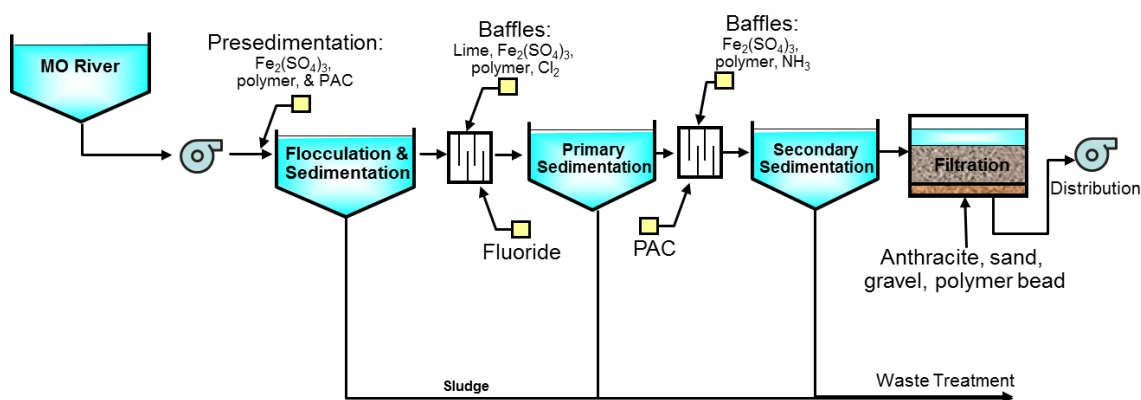 MO River
Presedimentation:
Fe₂(SO₄)₃,
polymer, & PAC
Flocculation &
Sedimentation
Baffles:
Lime, Fe₂(SO₄)₃,
polymer, Cl₂
Fluoride
Primary
Sedimentation
Baffles:
Fe₂(SO₄)₃,
polymer, NH₃
PAC
Secondary
Sedimentation
Filtration
Anthracite, sand,
gravel, polymer bead
Distribution
Sludge
Waste Treatment